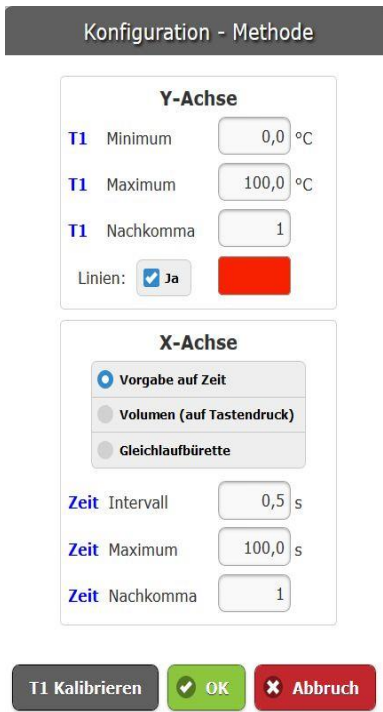 Konfiguration - Methode
Y-Achse
T1 Minimum 0,0 °C
T1 Maximum 100,0 °C
T1 Nachkomma 1
Linien: Ja
X-Achse
Vorgabe auf Zeit
Volumen (auf Tastendruck)
Gleichlaufbürette
Zeit Intervall 0,5 s
Zeit Maximum 100,0 s
Zeit Nachkomma 1
T1 Kalibrieren OK Abbruch